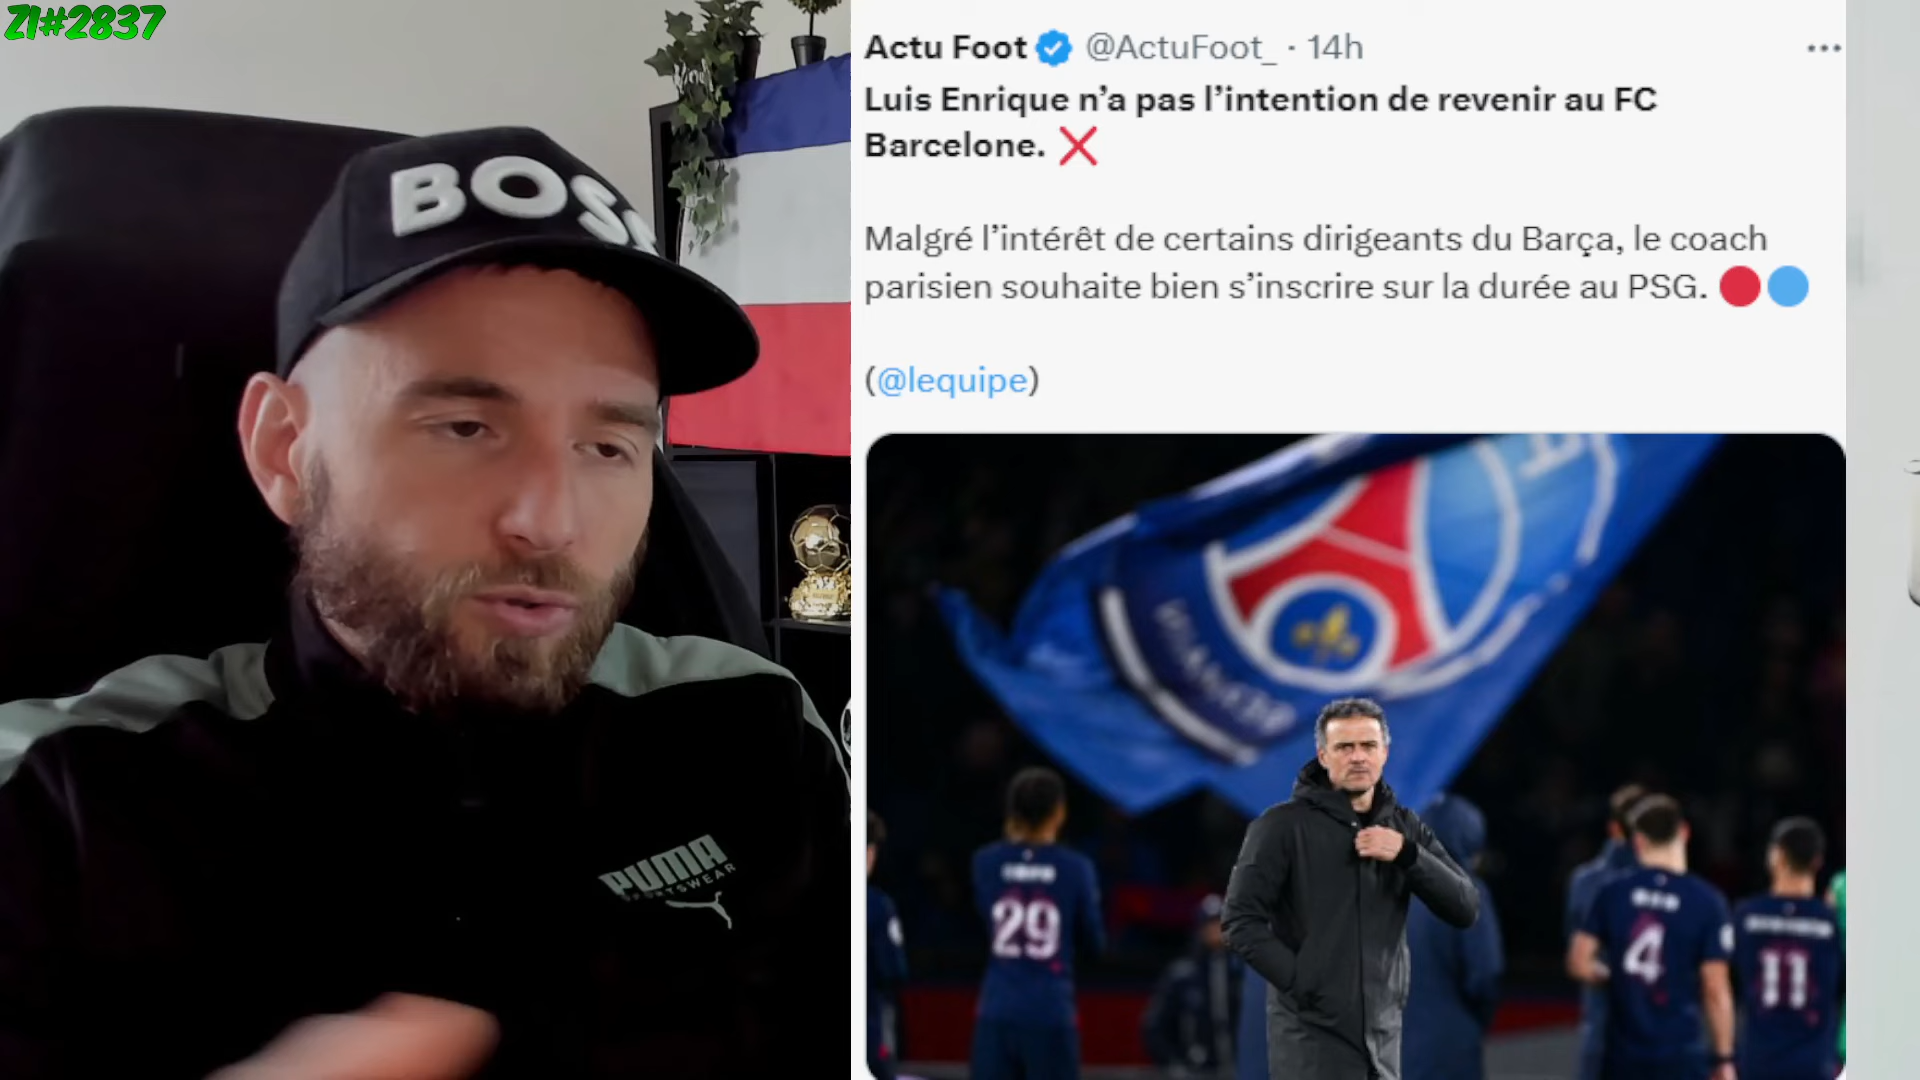 ZI#2837
BOSS
PUMA
SPORTSWEAR
Actu Foot @ActuFoot_ · 14h
Luis Enrique n’a pas l’intention de revenir au FC
Barcelone. ❌
Malgré l’intérêt de certains dirigeants du Barça, le coach
parisien souhaite bien s’inscrire sur la durée au PSG. 🔴🔵
(@lequipe)
29
4
11